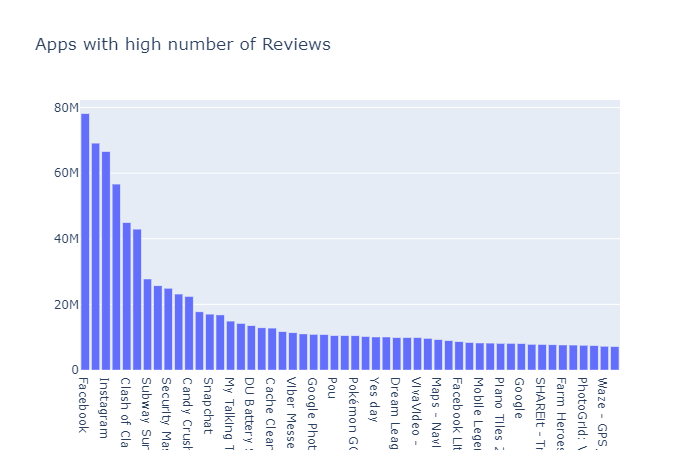 Apps with high number of Reviews
80M
60M
40M
20M
0
Facebook
Instagram
Clash of Cla
Subway Sur
Security Mas
Candy Crush
Snapchat
My Talking T
DU Battery S
Cache Clear
Viber Messe
Google Phot
Pou
Pokémon GO
Yes day
Dream Leag
VivaVideo -
Maps - Navi
Facebook Lit
Mobile Leger
Piano Tiles 2
Google
SHAREit - Tr
Farm Heroes
PhotoGrid: V
Waze - GPS,